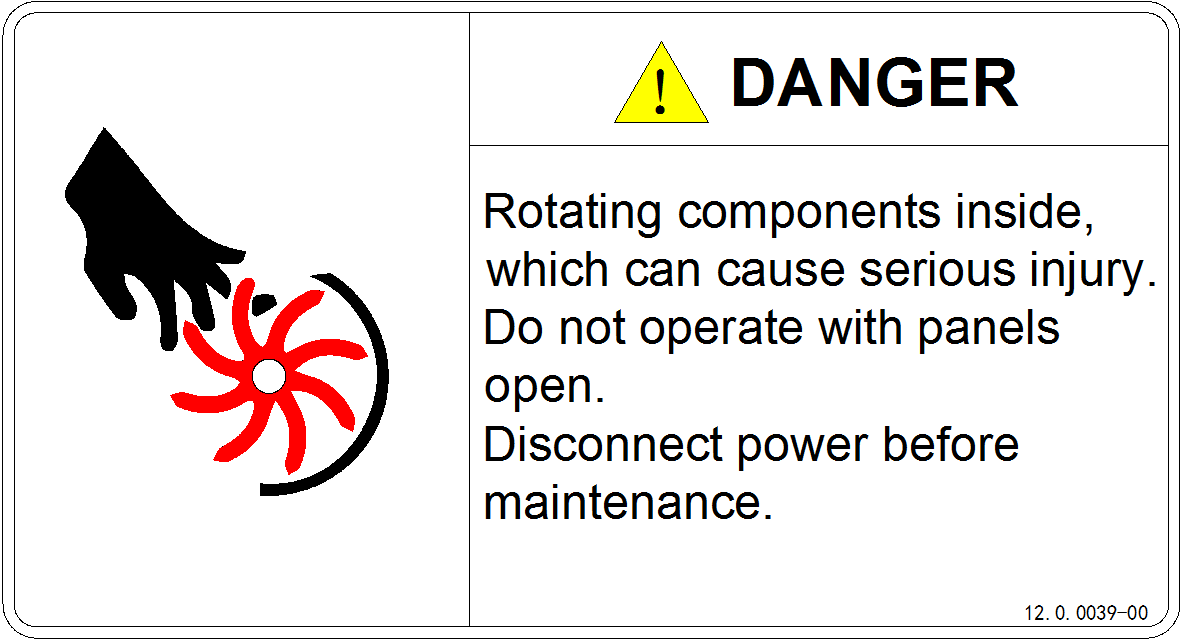 DANGER
Rotating components inside,
which can cause serious injury.
Do not operate with panels
open.
Disconnect power before
maintenance.
12.0.0039-00